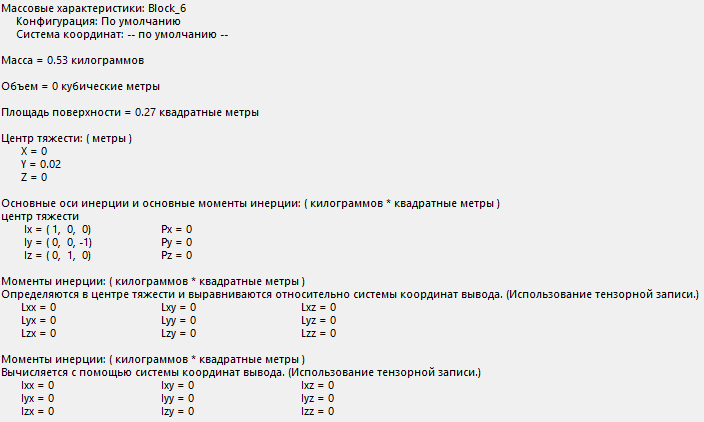 Массовые характеристики: Block_6
Конфигурация: По умолчанию
Система координат: -- по умолчанию --
Масса = 0.53 килограммов
Объем = 0 кубические метры
Площадь поверхности = 0.27 квадратные метры
Центр тяжести: ( метры )
X = 0
Y = 0.02
Z = 0
Основные оси инерции и основные моменты инерции: ( килограммов * квадратные метры )
центр тяжести
Ix = ( 1,  0,  0) Px = 0
Iy = ( 0,  0, -1) Py = 0
Iz = ( 0,  1,  0) Pz = 0
Моменты инерции: ( килограммов * квадратные метры )
Определяются в центре тяжести и выравниваются относительно системы координат вывода. (Использование тензорной записи.)
Lxx = 0 Lxy = 0 Lxz = 0
Lyx = 0 Lyy = 0 Lyz = 0
Lzx = 0 Lzy = 0 Lzz = 0
Моменты инерции: ( килограммов * квадратные метры )
Вычисляется с помощью системы координат вывода. (Использование тензорной записи.)
Ixx = 0 Ixy = 0 Ixz = 0
Iyx = 0 Iyy = 0 Iyz = 0
Izx = 0 Izy = 0 Izz = 0